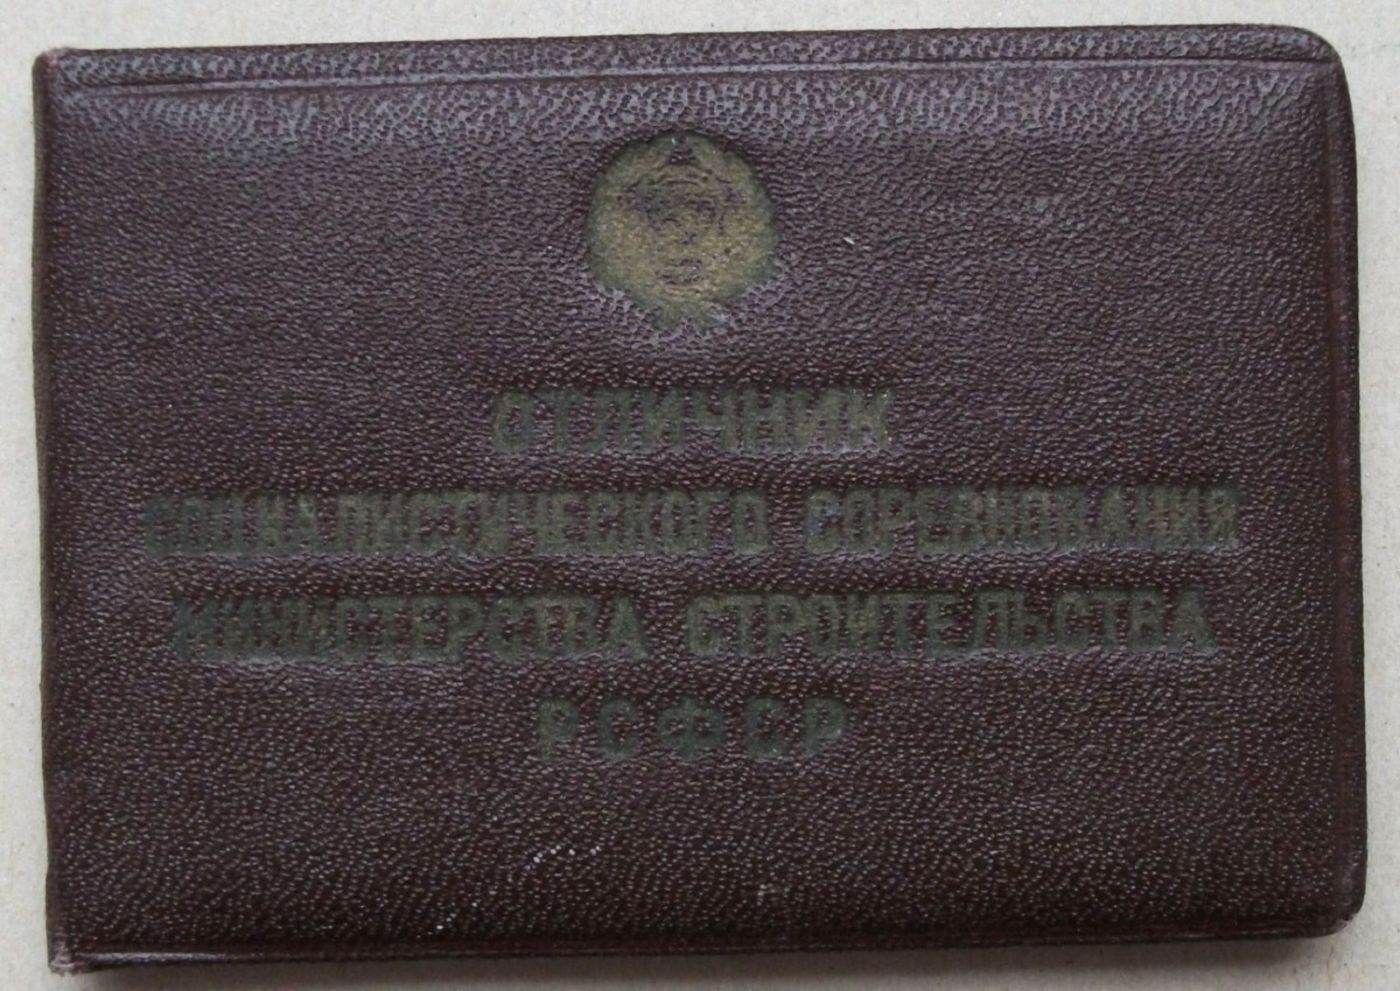 ОТЛИЧНИК
СОЦИАЛИСТИЧЕСКОГО СОРЕВНОВАНИЯ
МИНИСТЕРСТВА СТРОИТЕЛЬСТВА
РСФСР